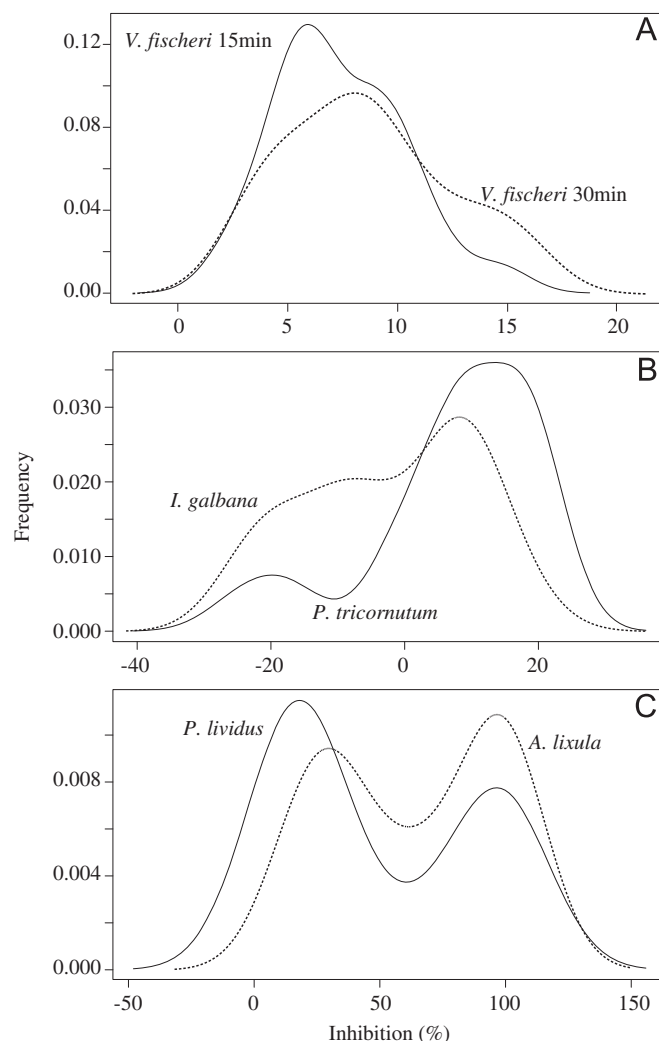 A
V. fischeri 15min
V. fischeri 30min
0.12
0.08
0.04
0.00
0 5 10 15 20
B
I. galbana
P. tricornutum
0.030
0.020
0.010
0.000
-40 -20 0 20
Frequency
C
P. lividus
A. lixula
0.008
0.004
0.000
-50 0 50 100 150
Inhibition (%)